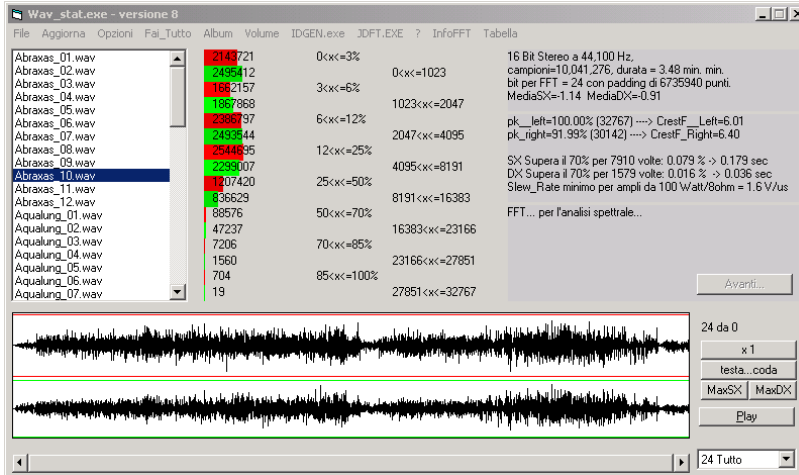 Wav_stat.exe - versione 8
File Aggiorna Opzioni Fai_Tutto Album Volume IDGEN.exe JDFT.EXE ? InfoFFT Tabella
Abraxas_01.wav
Abraxas_02.wav
Abraxas_03.wav
Abraxas_04.wav
Abraxas_05.wav
Abraxas_06.wav
Abraxas_07.wav
Abraxas_08.wav
Abraxas_09.wav
Abraxas_10.wav
Abraxas_11.wav
Abraxas_12.wav
Aqualung_01.wav
Aqualung_02.wav
Aqualung_03.wav
Aqualung_04.wav
Aqualung_05.wav
Aqualung_06.wav
Aqualung_07.wav
2143721 0<x<=3%
2495412 0<x<=1023
1662157 3<x<=6%
1867868 1023<x<=2047
2386797 6<x<=12%
2493544 2047<x<=4095
2544695 12<x<=25%
2299007 4095<x<=8191
1207420 25<x<=50%
836629 8191<x<=16383
88576 50<x<=70%
47237 16383<x<=23166
7206 70<x<=85%
1560 23166<x<=27851
704 85<x<=100%
19 27851<x<=32767
16 Bit Stereo a 44,100 Hz,
campioni=10,041,276, durata = 3.48 min. min.
bit per FFT = 24 con padding di 6735940 punti.
MediaSX=-1.14 MediaDX=-0.91
pk__left=100.00% (32767) ----> CrestF__Left=6.01
pk_right=91.99% (30142) ----> CrestF_Right=6.40
SX Supera il 70% per 7910 volte: 0.079 % -> 0.179 sec
DX Supera il 70% per 1579 volte: 0.016 % -> 0.036 sec
Slew_Rate minimo per ampli da 100 Watt/8ohm = 1.6 V/us
FFT... per l'analisi spettrale...
Avanti...
24 da 0
x 1
testa...coda
MaxSX MaxDX
Play
24 Tutto